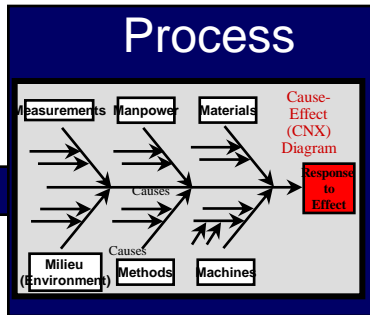 Process
Measurements
Manpower
Materials
Cause-
Effect
(CNX)
Diagram
Response
to
Effect
Causes
Causes
Milieu
(Environment)
Methods
Machines